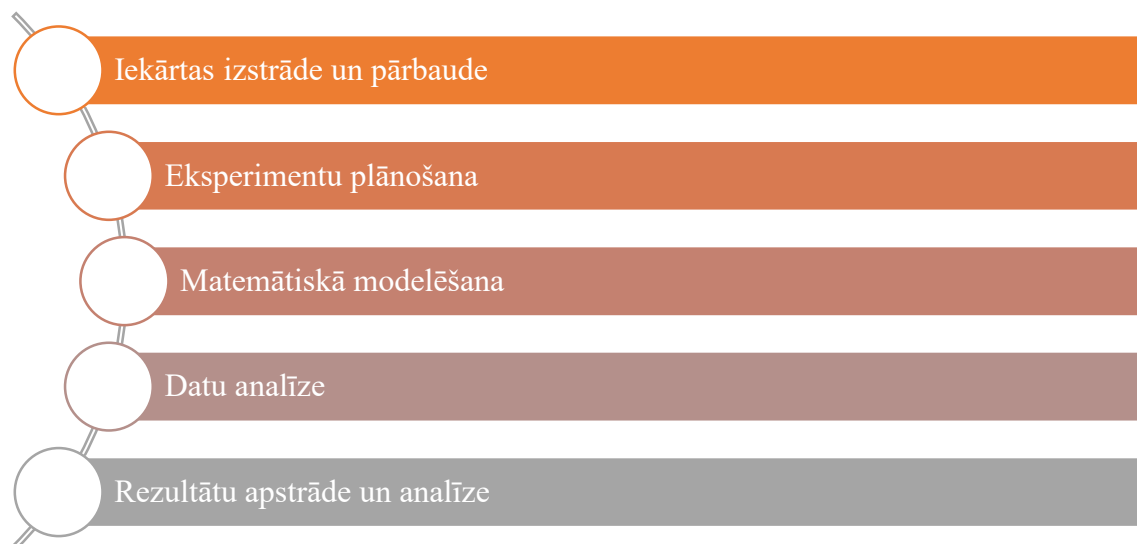 Iekārtas izstrāde un pārbaude
Eksperimentu plānošana
Matemātiskā modelēšana
Datu analīze
Rezultātu apstrāde un analīze